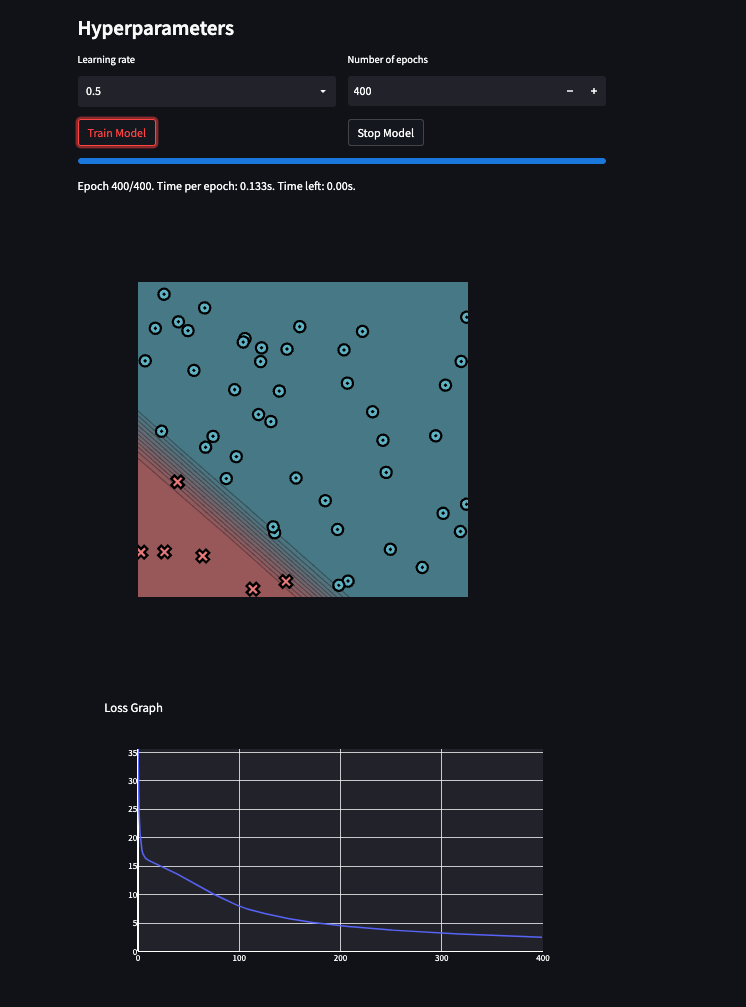 Hyperparameters
Learning rate
Number of epochs
0.5
400
− +
Train Model
Stop Model
Epoch 400/400. Time per epoch: 0.133s. Time left: 0.00s.
Loss Graph
35
30
25
20
15
10
5
0
0 100 200 300 400